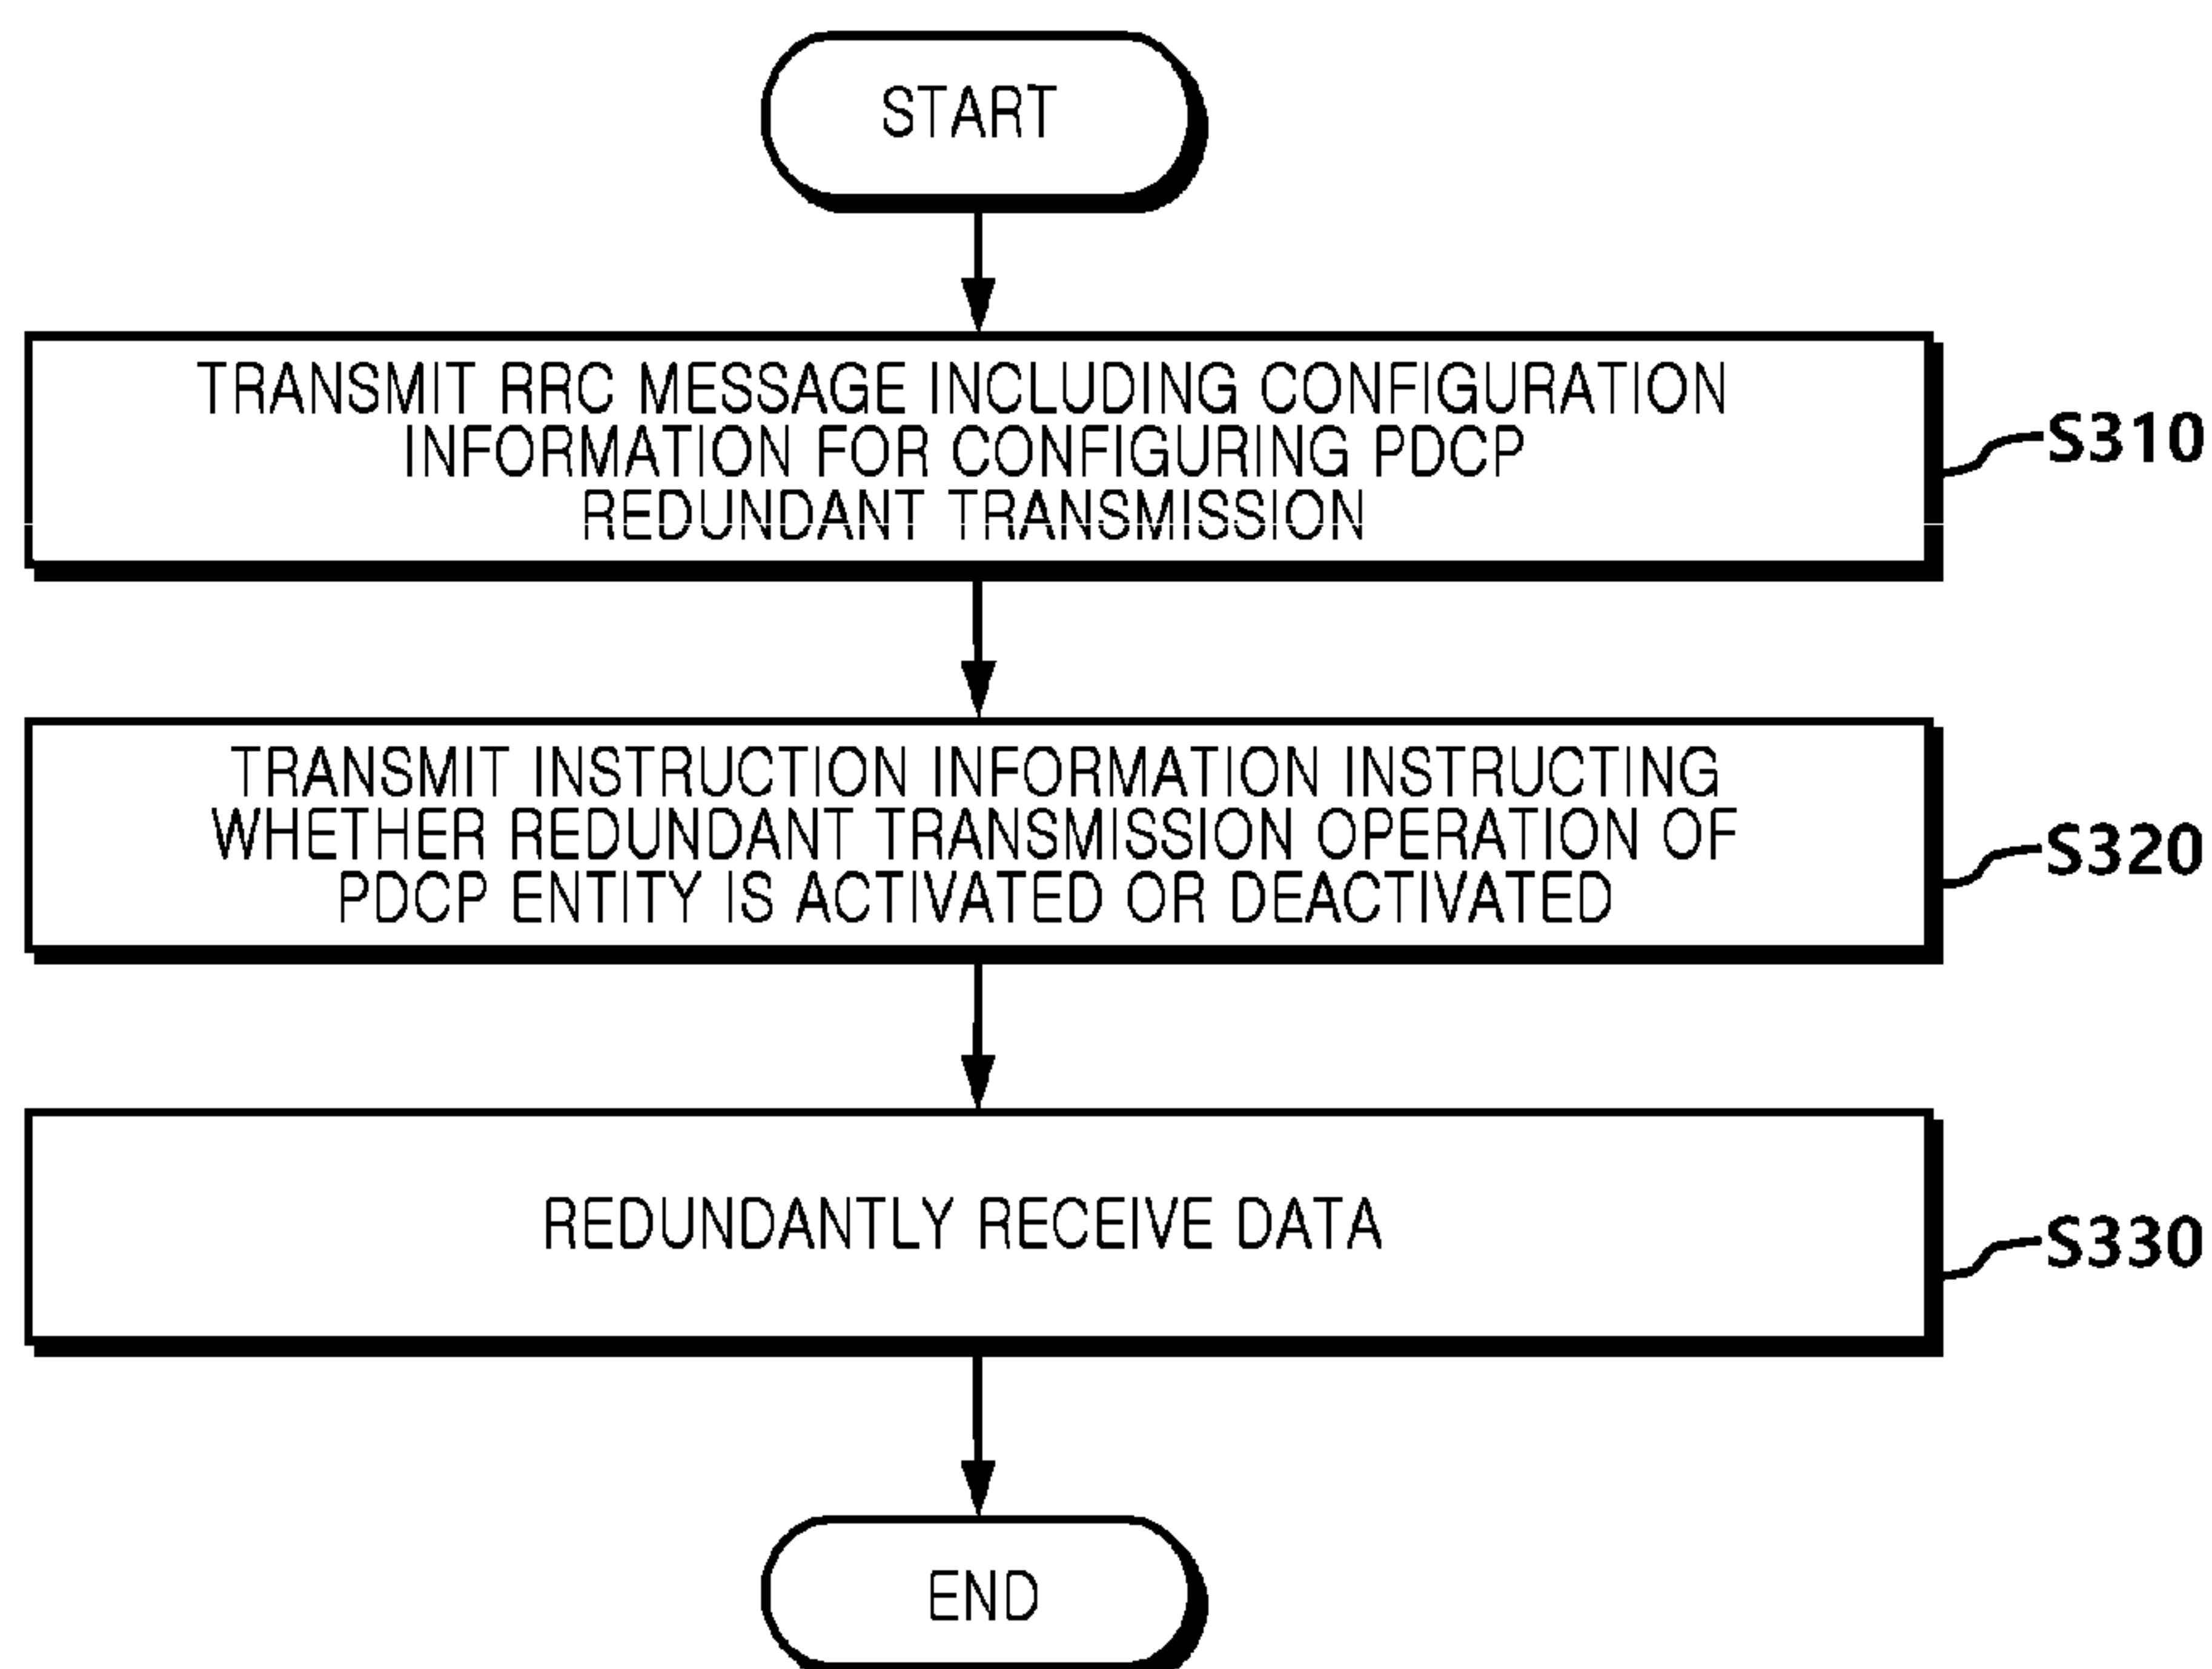 START
TRANSMIT RRC MESSAGE INCLUDING CONFIGURATION
INFORMATION FOR CONFIGURING PDCP
REDUNDANT TRANSMISSION
S310
TRANSMIT INSTRUCTION INFORMATION INSTRUCTING
WHETHER REDUNDANT TRANSMISSION OPERATION OF
PDCP ENTITY IS ACTIVATED OR DEACTIVATED
S320
REDUNDANTLY RECEIVE DATA
S330
END